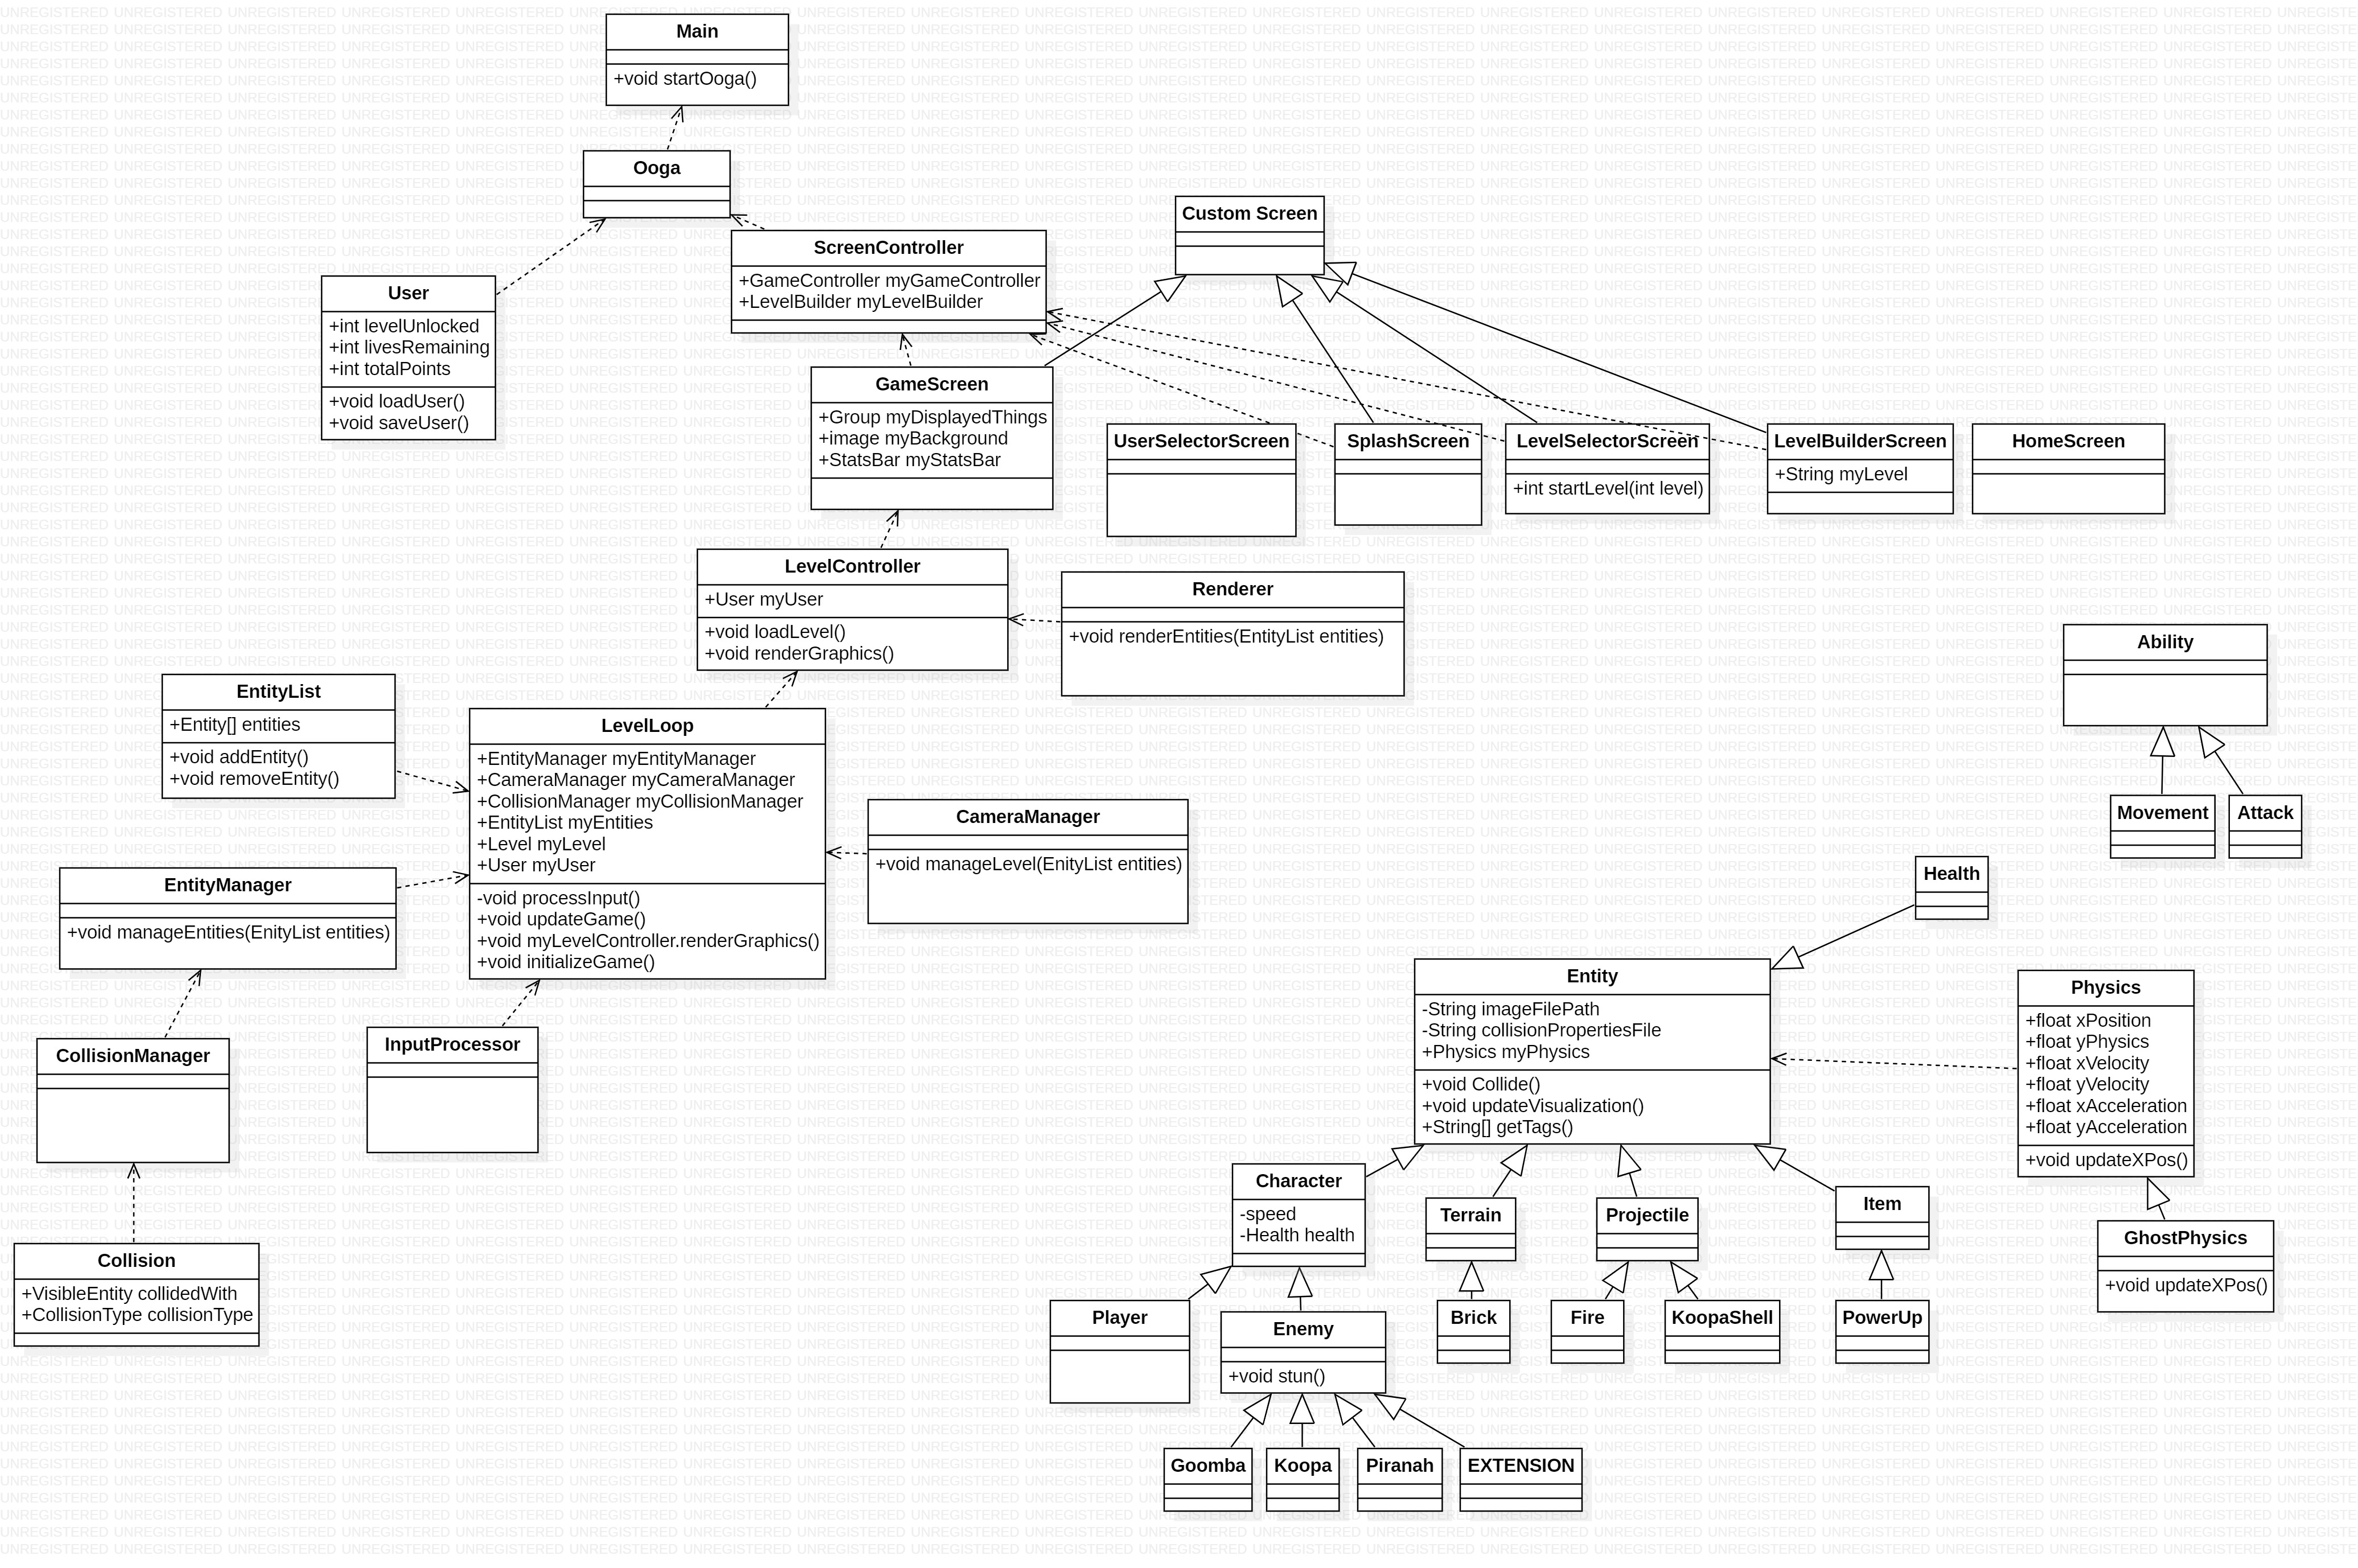 Main
+void startOoga()
Ooga
ScreenController
+GameController myGameController
+LevelBuilder myLevelBuilder
Custom Screen
User
+int levelUnlocked
+int livesRemaining
+int totalPoints
+void loadUser()
+void saveUser()
GameScreen
+Group myDisplayedThings
+image myBackground
+StatsBar myStatsBar
UserSelectorScreen
SplashScreen
LevelSelectorScreen
+int startLevel(int level)
LevelBuilderScreen
+String myLevel
HomeScreen
LevelController
+User myUser
+void loadLevel()
+void renderGraphics()
Renderer
+void renderEntities(EntityList entities)
Ability
Movement
Attack
EntityList
+Entity[] entities
+void addEntity()
+void removeEntity()
LevelLoop
+EntityManager myEntityManager
+CameraManager myCameraManager
+CollisionManager myCollisionManager
+EntityList myEntities
+Level myLevel
+User myUser
-void processInput()
+void updateGame()
+void myLevelController.renderGraphics()
+void initializeGame()
CameraManager
+void manageLevel(EnityList entities)
EntityManager
+void manageEntities(EnityList entities)
Health
Entity
-String imageFilePath
-String collisionPropertiesFile
+Physics myPhysics
+void Collide()
+void updateVisualization()
+String[] getTags()
Physics
+float xPosition
+float yPhysics
+float xVelocity
+float yVelocity
+float xAcceleration
+float yAcceleration
+void updateXPos()
CollisionManager
InputProcessor
Character
-speed
-Health health
Terrain
Projectile
Item
GhostPhysics
+void updateXPos()
Collision
+VisibleEntity collidedWith
+CollisionType collisionType
Player
Enemy
+void stun()
Brick
Fire
KoopaShell
PowerUp
Goomba
Koopa
Piranah
EXTENSION